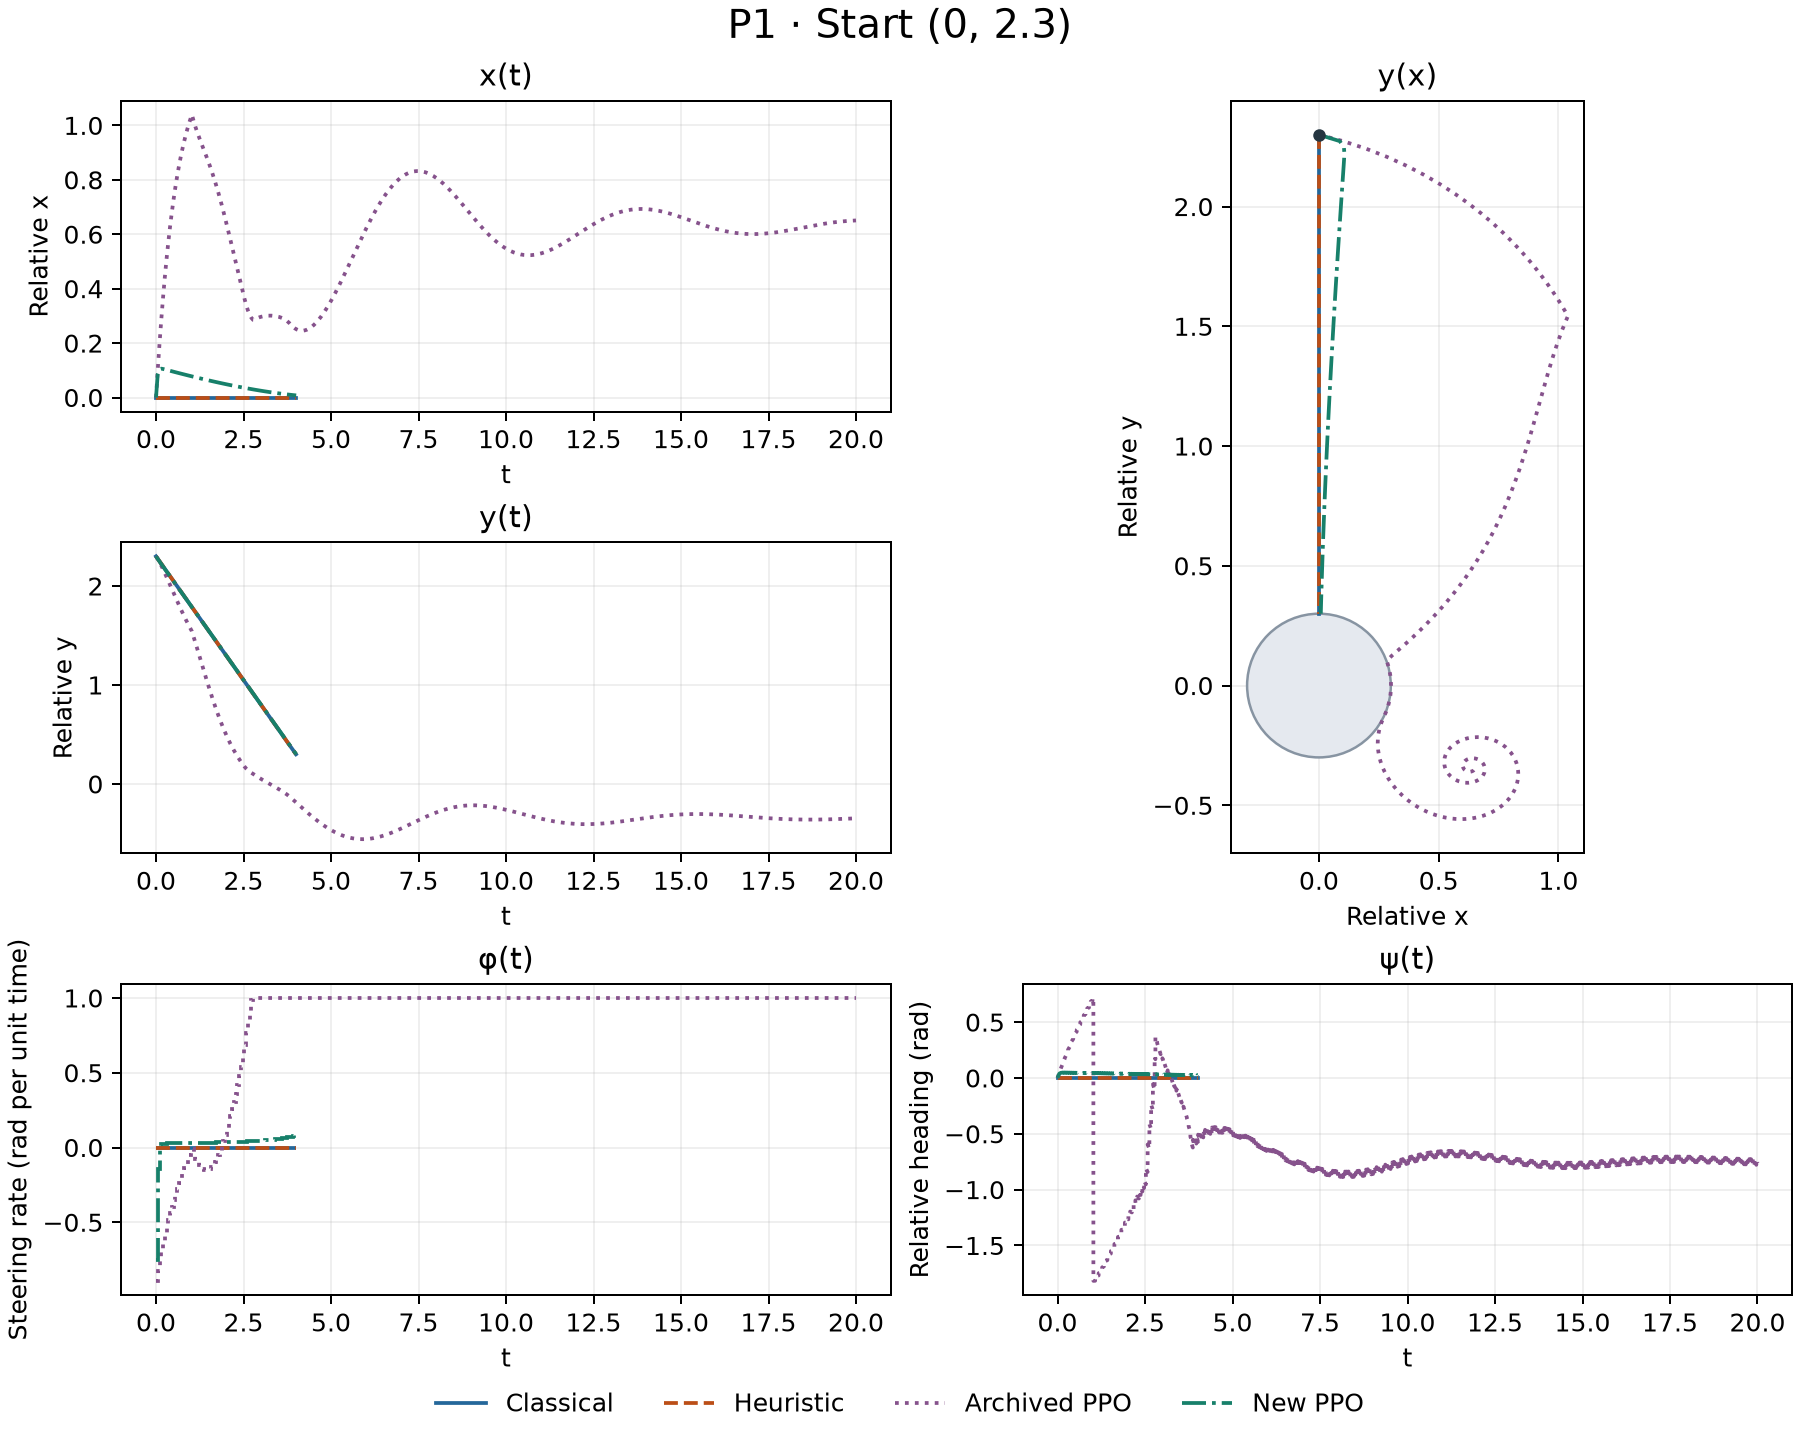 P1 · Start (0, 2.3)
x(t)
Relative x
1.0
0.8
0.6
0.4
0.2
0.0
0.0 2.5 5.0 7.5 10.0 12.5 15.0 17.5 20.0
t
y(x)
Relative y
2.0
1.5
1.0
0.5
0.0
−0.5
0.0 0.5 1.0
Relative x
y(t)
Relative y
2
1
0
0.0 2.5 5.0 7.5 10.0 12.5 15.0 17.5 20.0
t
φ(t)
Steering rate (rad per unit time)
1.0
0.5
0.0
−0.5
0.0 2.5 5.0 7.5 10.0 12.5 15.0 17.5 20.0
t
ψ(t)
Relative heading (rad)
0.5
0.0
−0.5
−1.0
−1.5
0.0 2.5 5.0 7.5 10.0 12.5 15.0 17.5 20.0
t
Classical Heuristic Archived PPO New PPO